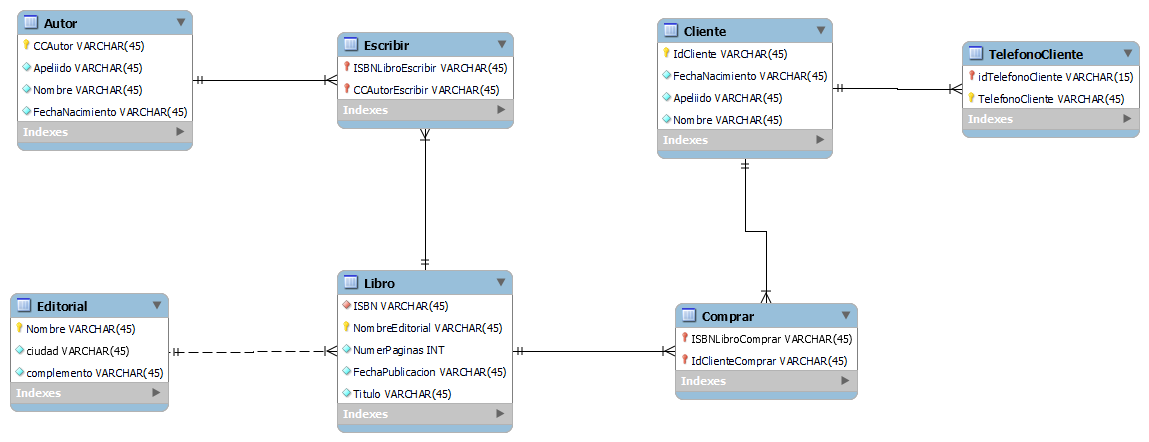 Autor
CCAutor VARCHAR(45)
Apeliido VARCHAR(45)
Nombre VARCHAR(45)
FechaNacimiento VARCHAR(45)
Indexes
Escribir
ISBNLibroEscribir VARCHAR(45)
CCAutorEscribir VARCHAR(45)
Indexes
Cliente
IdCliente VARCHAR(45)
FechaNacimiento VARCHAR(45)
Apeliido VARCHAR(45)
Nombre VARCHAR(45)
Indexes
TelefonoCliente
idTelefonoCliente VARCHAR(15)
TelefonoCliente VARCHAR(45)
Indexes
Editorial
Nombre VARCHAR(45)
ciudad VARCHAR(45)
complemento VARCHAR(45)
Indexes
Libro
ISBN VARCHAR(45)
NombreEditorial VARCHAR(45)
NumerPaginas INT
FechaPublicacion VARCHAR(45)
Titulo VARCHAR(45)
Indexes
Comprar
ISBNLibroComprar VARCHAR(45)
IdClienteComprar VARCHAR(45)
Indexes